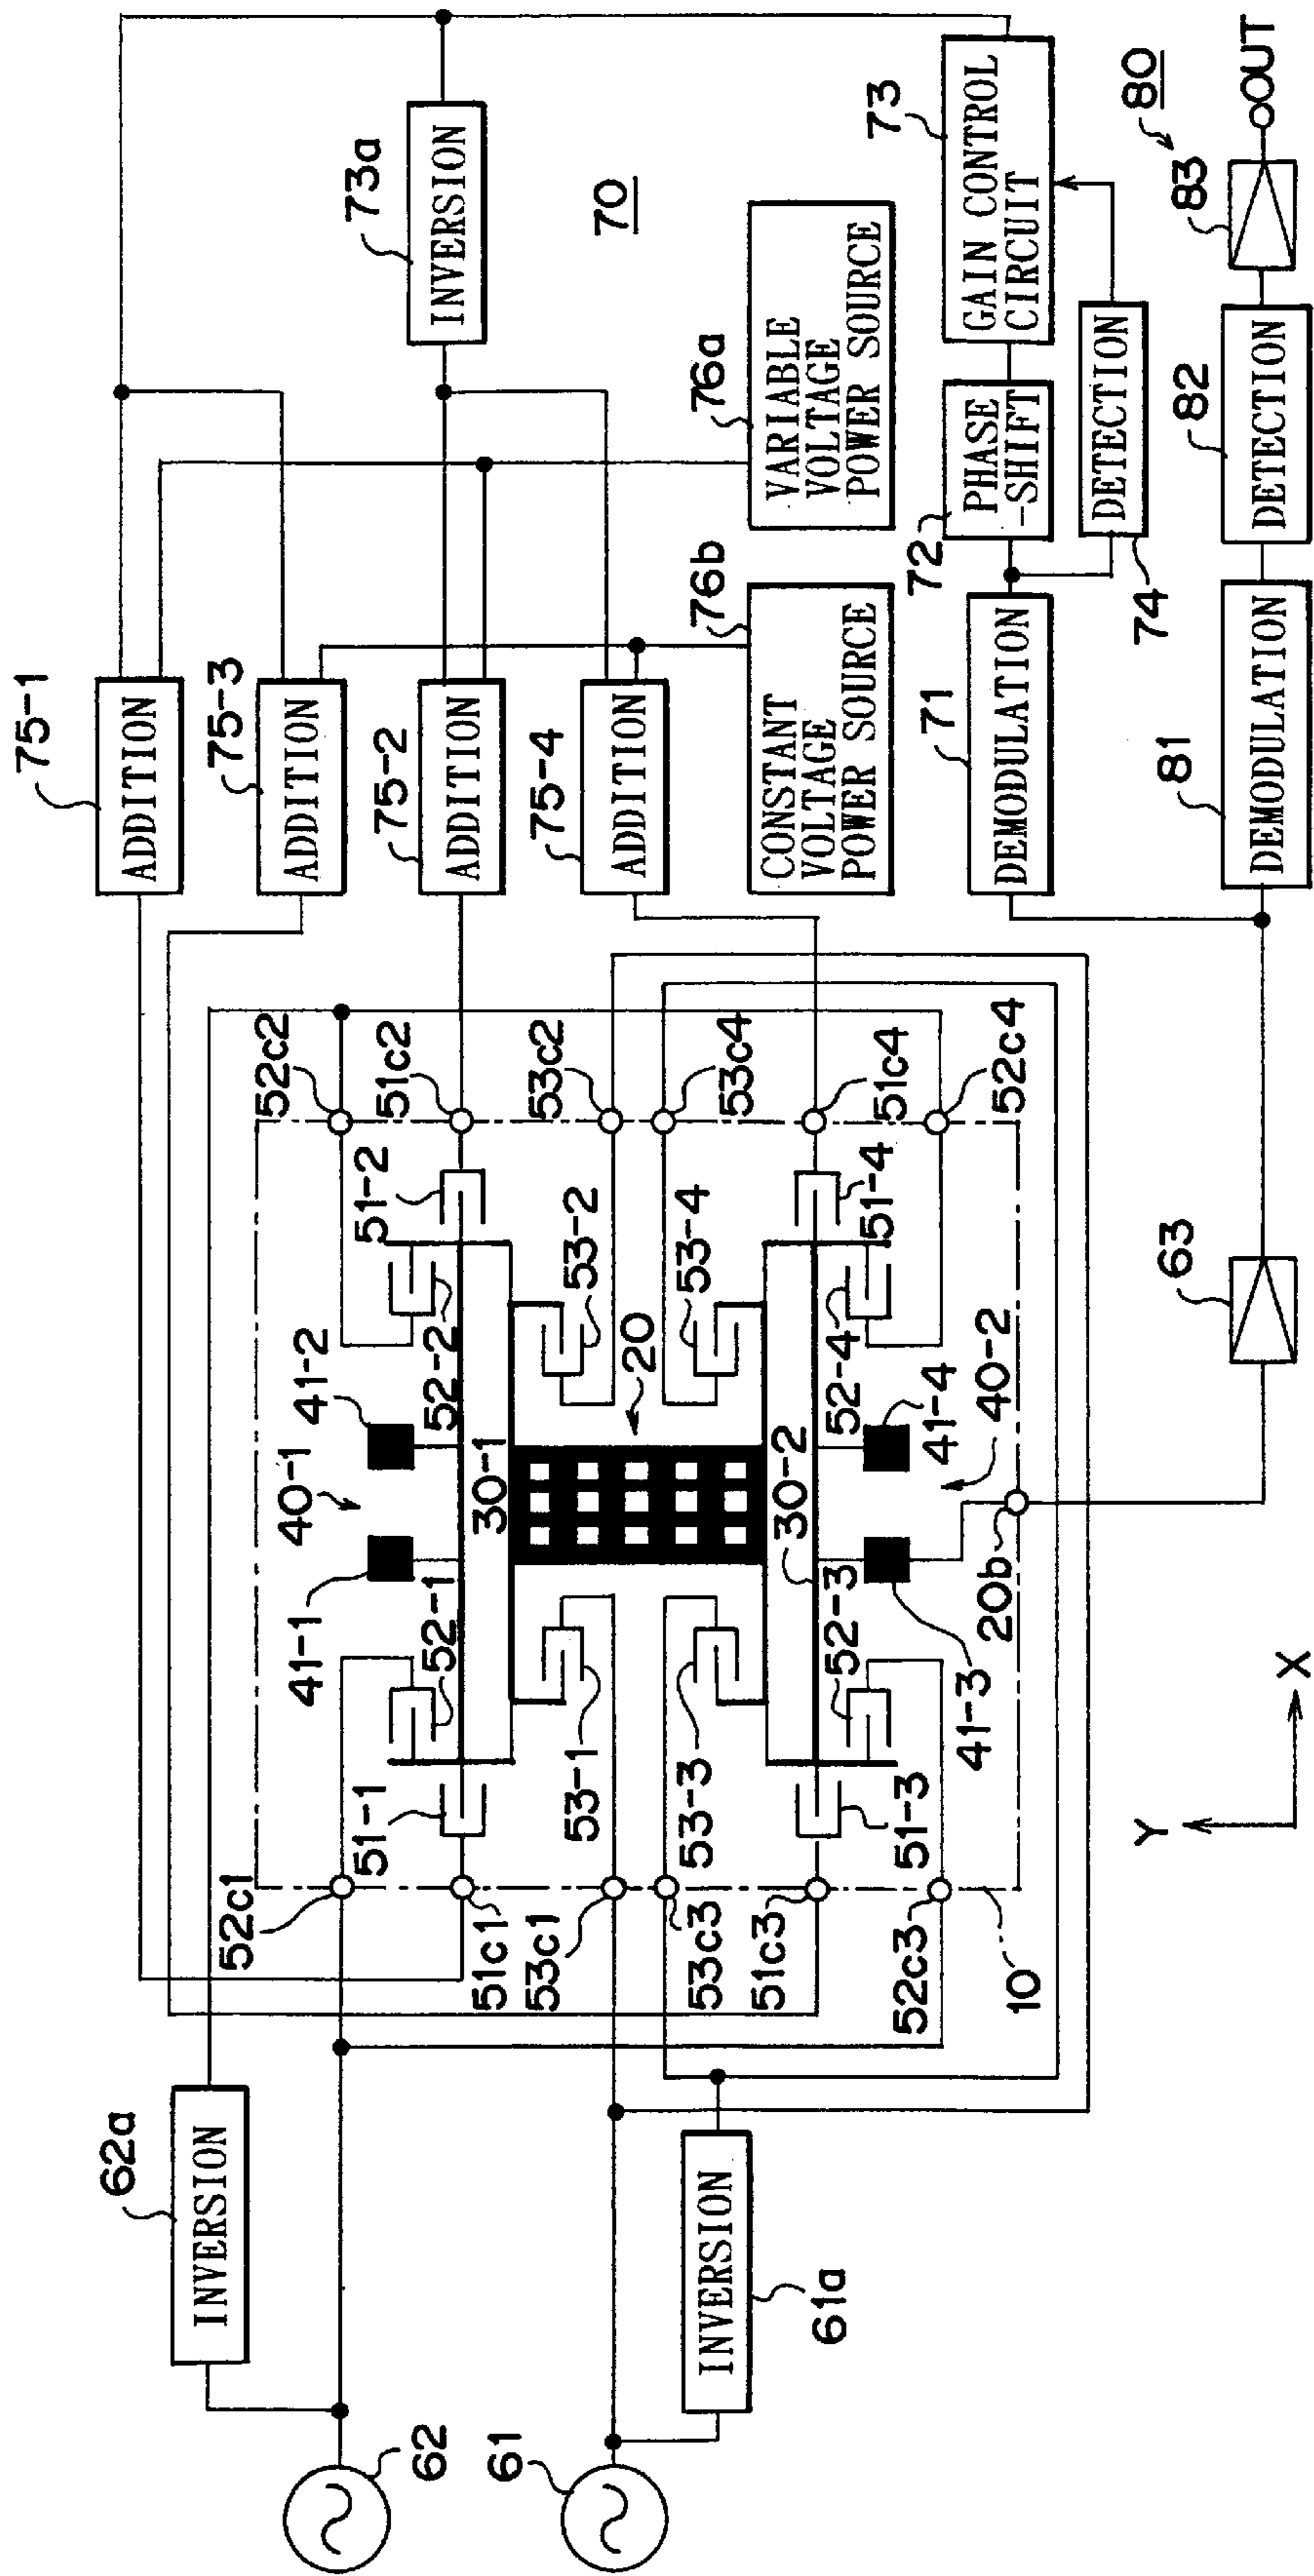 75-1
ADDITION
75-3
ADDITION
75-2
ADDITION
75-4
ADDITION
73a
INVERSION
70
76a
VARIABLE
VOLTAGE
POWER SOURCE
76b
CONSTANT
VOLTAGE
POWER SOURCE
73
GAIN CONTROL
CIRCUIT
72
PHASE
-SHIFT
74
DETECTION
71
DEMODULATION
80
83
OUT
82
DETECTION
81
DEMODULATION
63
62a
INVERSION
62
61
61a
INVERSION
52c1
51c1
53c1
53c3
51c3
52c3
10
52c2
51c2
53c2
53c4
51c4
52c4
51-1
51-2
51-3
51-4
52-1
52-2
52-3
52-4
53-1
53-2
53-3
53-4
41-1
41-2
41-3
41-4
40-1
40-2
30-1
30-2
20
20b
Y
X